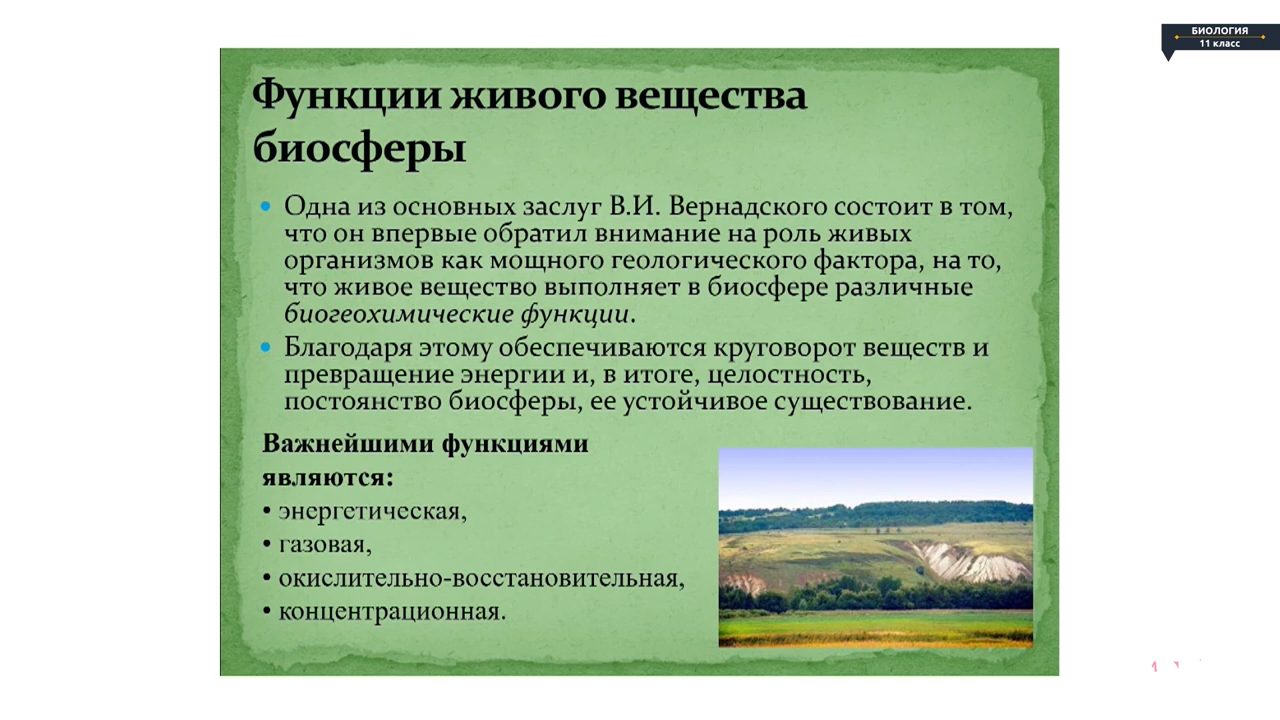 БИОЛОГИЯ
11 класс
Функции живого вещества
биосферы
• Одна из основных заслуг В.И. Вернадского состоит в том,
что он впервые обратил внимание на роль живых
организмов как мощного геологического фактора, на то,
что живое вещество выполняет в биосфере различные
биогеохимические функции.
• Благодаря этому обеспечиваются круговорот веществ и
превращение энергии и, в итоге, целостность,
постоянство биосферы, ее устойчивое существование.
Важнейшими функциями
являются:
• энергетическая,
• газовая,
• окислительно-восстановительная,
• концентрационная.